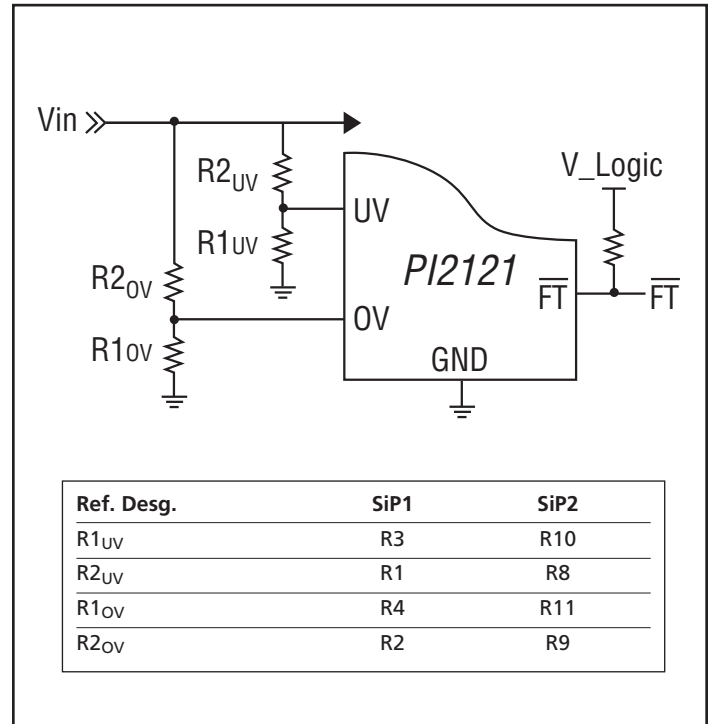 Vin
R2UV
V_Logic
UV
R1UV
PI2121
R2OV
FT FT
OV
R1OV
GND
Ref. Desg. SiP1 SiP2
R1UV R3 R10
R2UV R1 R8
R1OV R4 R11
R2OV R2 R9